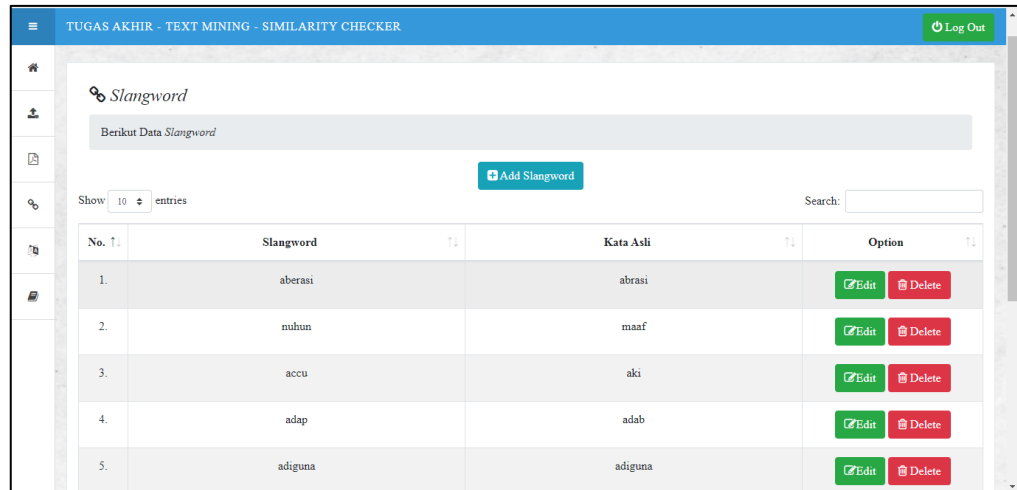 TUGAS AKHIR - TEXT MINING - SIMILARITY CHECKER Log Out
Slangword
Berikut Data Slangword
Add Slangword
Show 10 entries Search:
No. Slangword Kata Asli Option
1. aberasi abrasi Edit Delete
2. nuhun maaf Edit Delete
3. accu aki Edit Delete
4. adap adab Edit Delete
5. adiguna adiguna Edit Delete